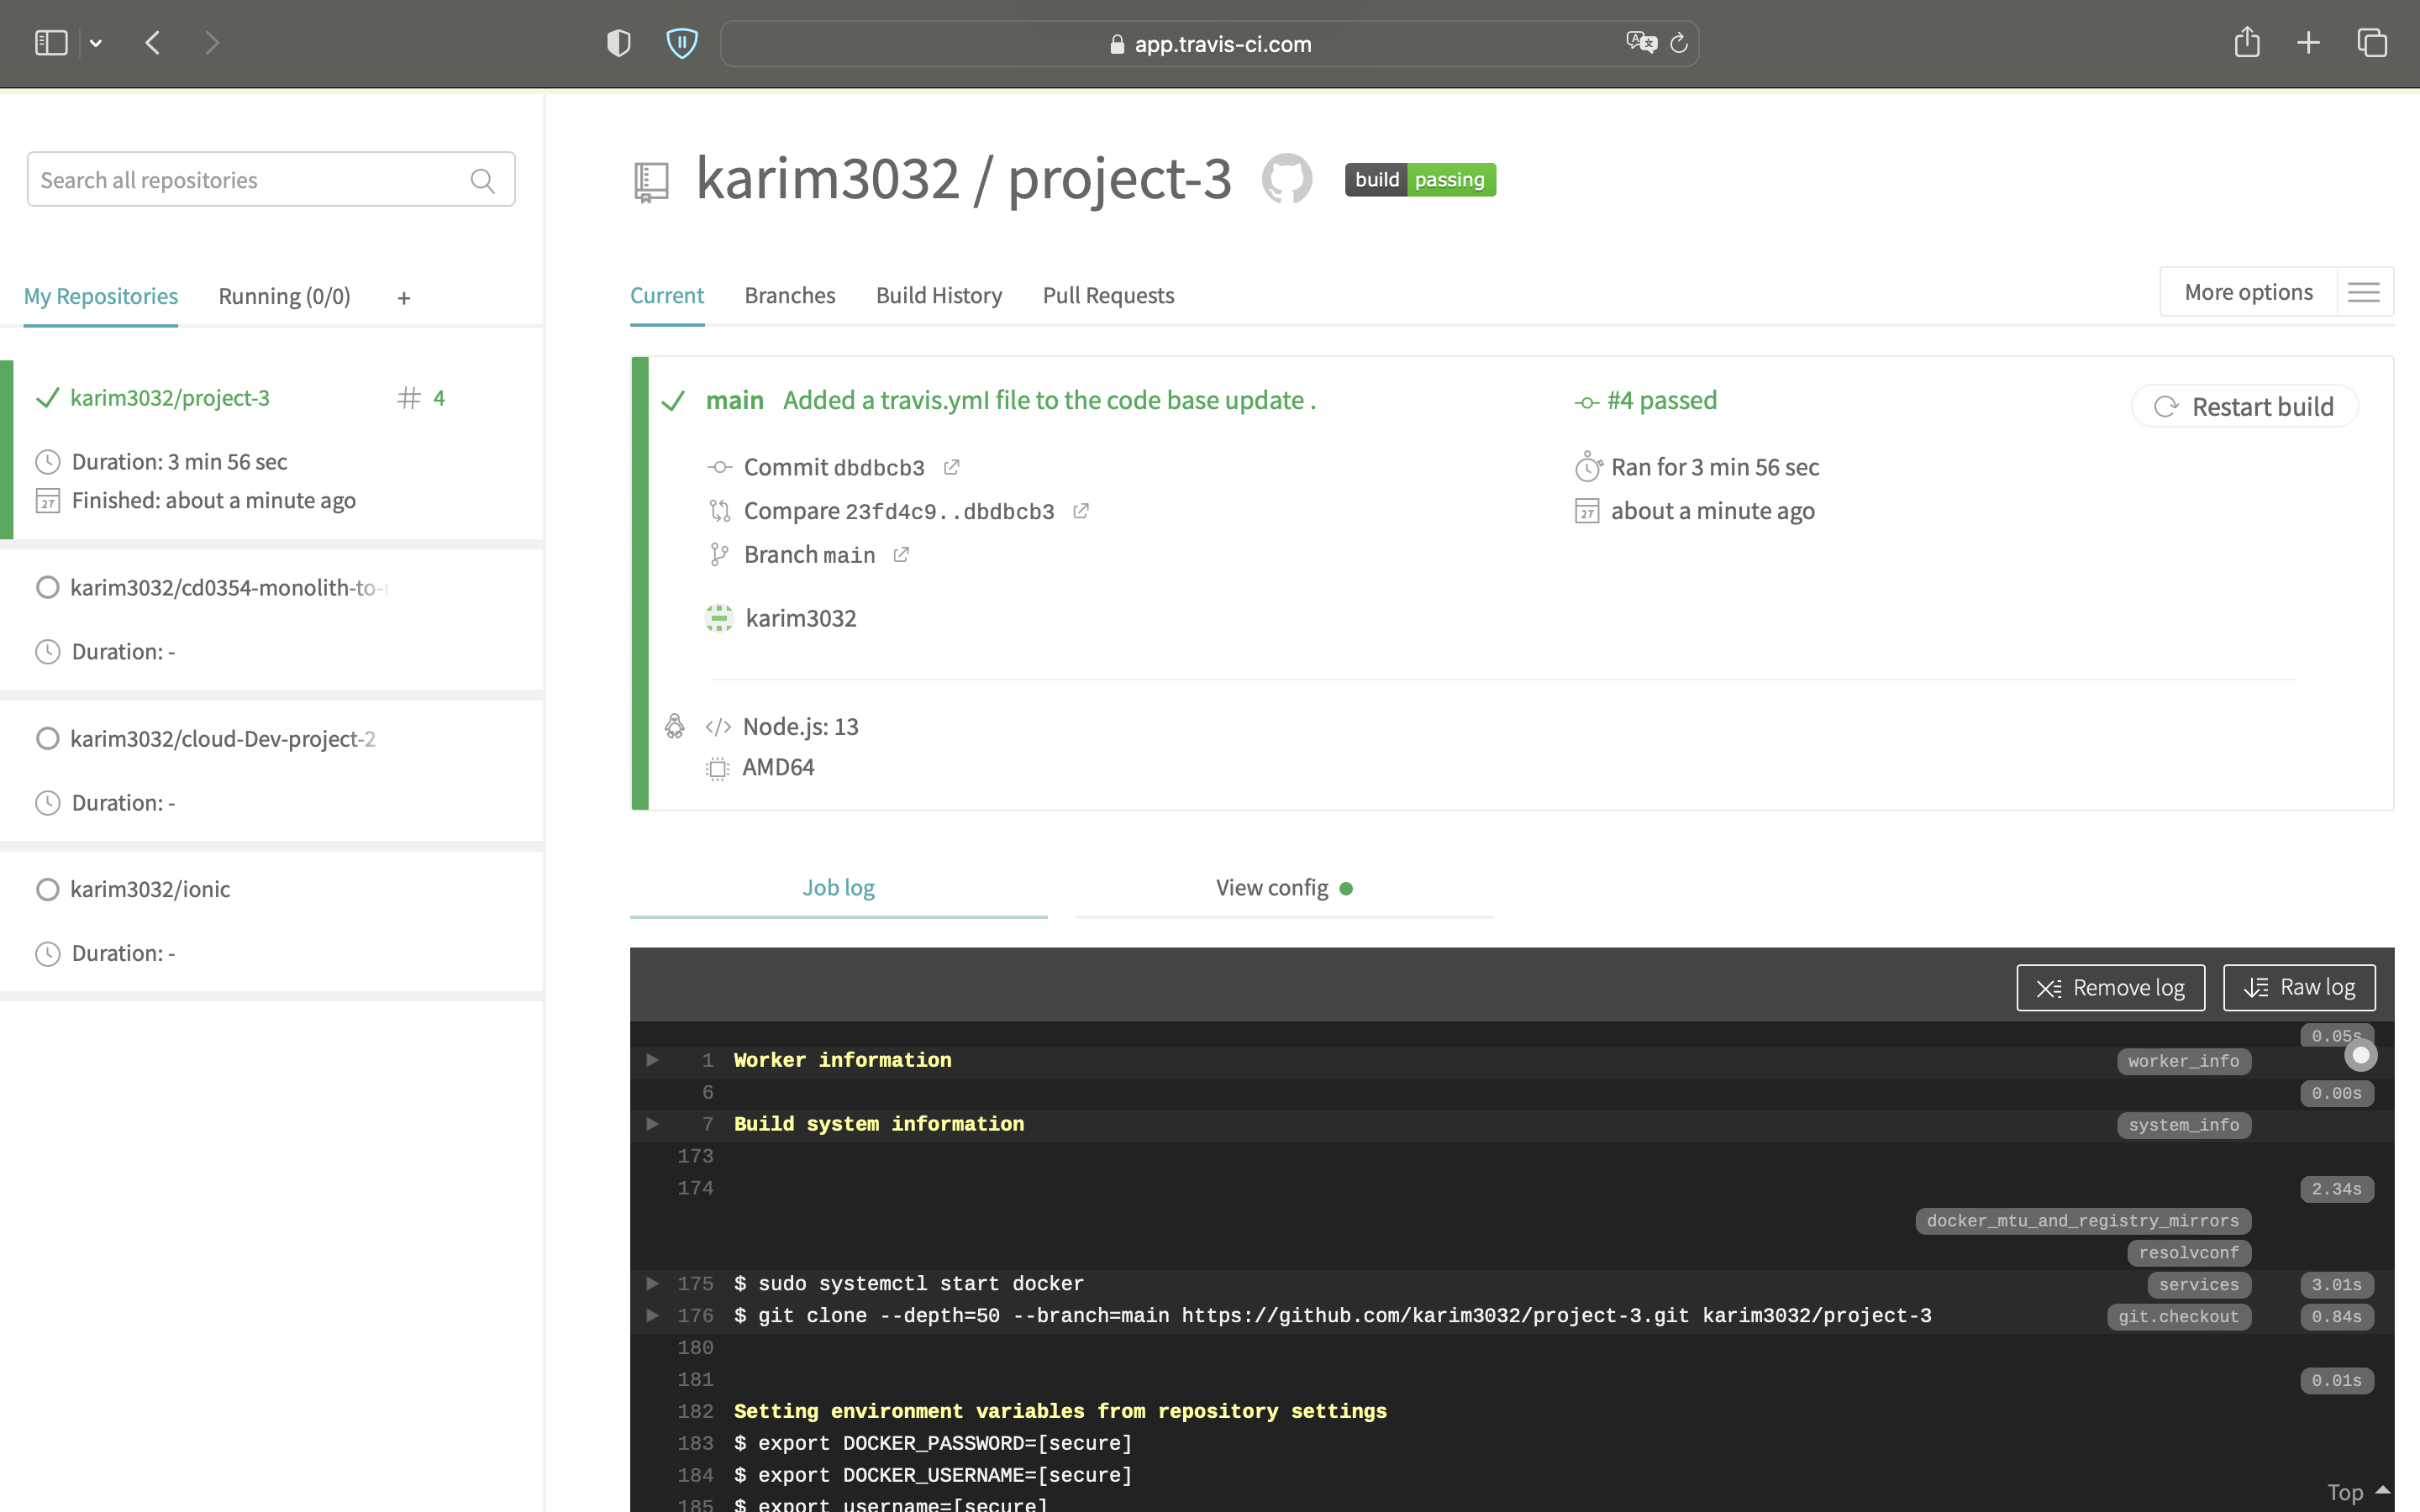 app.travis-ci.com
Search all repositories
My Repositories
Running (0/0)
+
karim3032/project-3
# 4
Duration: 3 min 56 sec
Finished: about a minute ago
karim3032/cd0354-monolith-to-
Duration: -
karim3032/cloud-Dev-project-2
Duration: -
karim3032/ionic
Duration: -
karim3032 / project-3
build passing
Current
Branches
Build History
Pull Requests
More options
main Added a travis.yml file to the code base update .
#4 passed
Restart build
Commit dbdbcb3
Ran for 3 min 56 sec
Compare 23fd4c9..dbdbcb3
about a minute ago
Branch main
karim3032
Node.js: 13
AMD64
Job log
View config
Remove log
Raw log
0.05s
1 Worker information worker_info
6 0.00s
7 Build system information system_info
173
174 2.34s
docker_mtu_and_registry_mirrors
resolvconf
175 $ sudo systemctl start docker services 3.01s
176 $ git clone --depth=50 --branch=main https://github.com/karim3032/project-3.git karim3032/project-3 git.checkout 0.84s
180
181 0.01s
182 Setting environment variables from repository settings
183 $ export DOCKER_PASSWORD=[secure]
184 $ export DOCKER_USERNAME=[secure]
185 $ export username=[secure]
Top